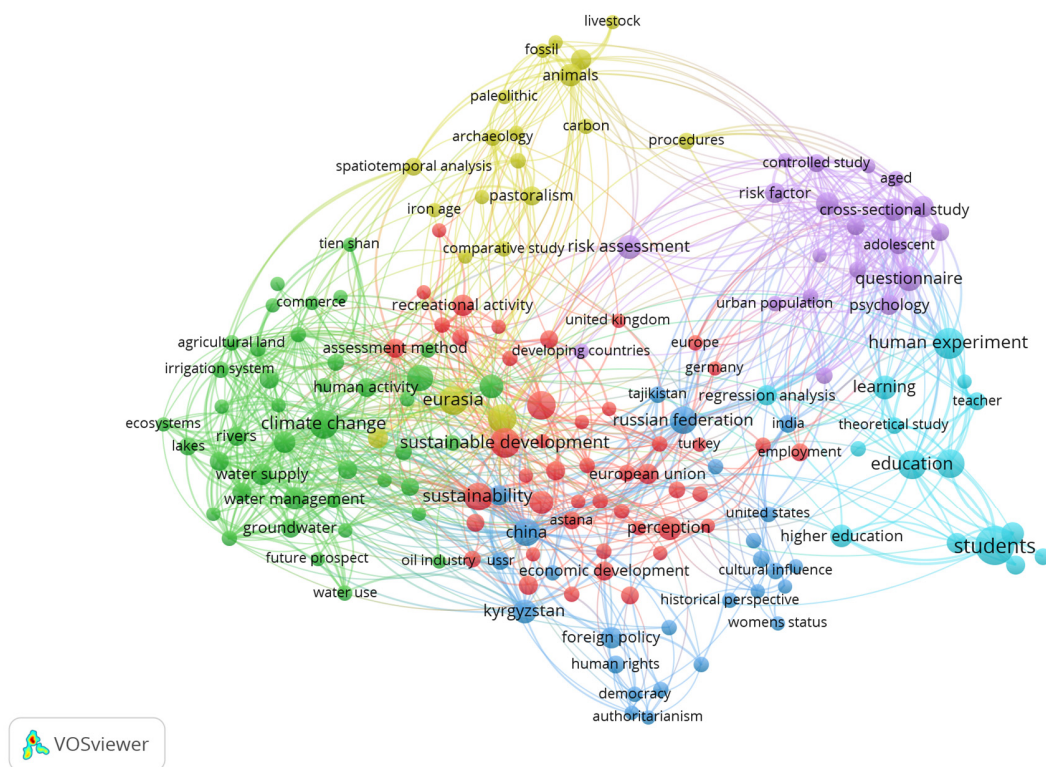 livestock
fossil
animals
paleolithic
carbon
archaeology
procedures
spatiotemporal analysis
controlled study
aged
risk factor
pastoralism
iron age
cross-sectional study
tien shan
comparative study
risk assessment
adolescent
questionnaire
commerce
recreational activity
urban population
psychology
united kingdom
agricultural land
assessment method
developing countries
europe
human experiment
irrigation system
germany
human activity
learning
eurasia
tajikistan
regression analysis
teacher
ecosystems
climate change
russian federation
india
theoretical study
lakes
rivers
sustainable development
turkey
employment
water supply
european union
education
water management
sustainability
groundwater
china
astana
perception
united states
higher education
students
future prospect
oil industry
ussr
economic development
cultural influence
water use
kyrgyzstan
historical perspective
womens status
foreign policy
human rights
democracy
authoritarianism
VOSviewer